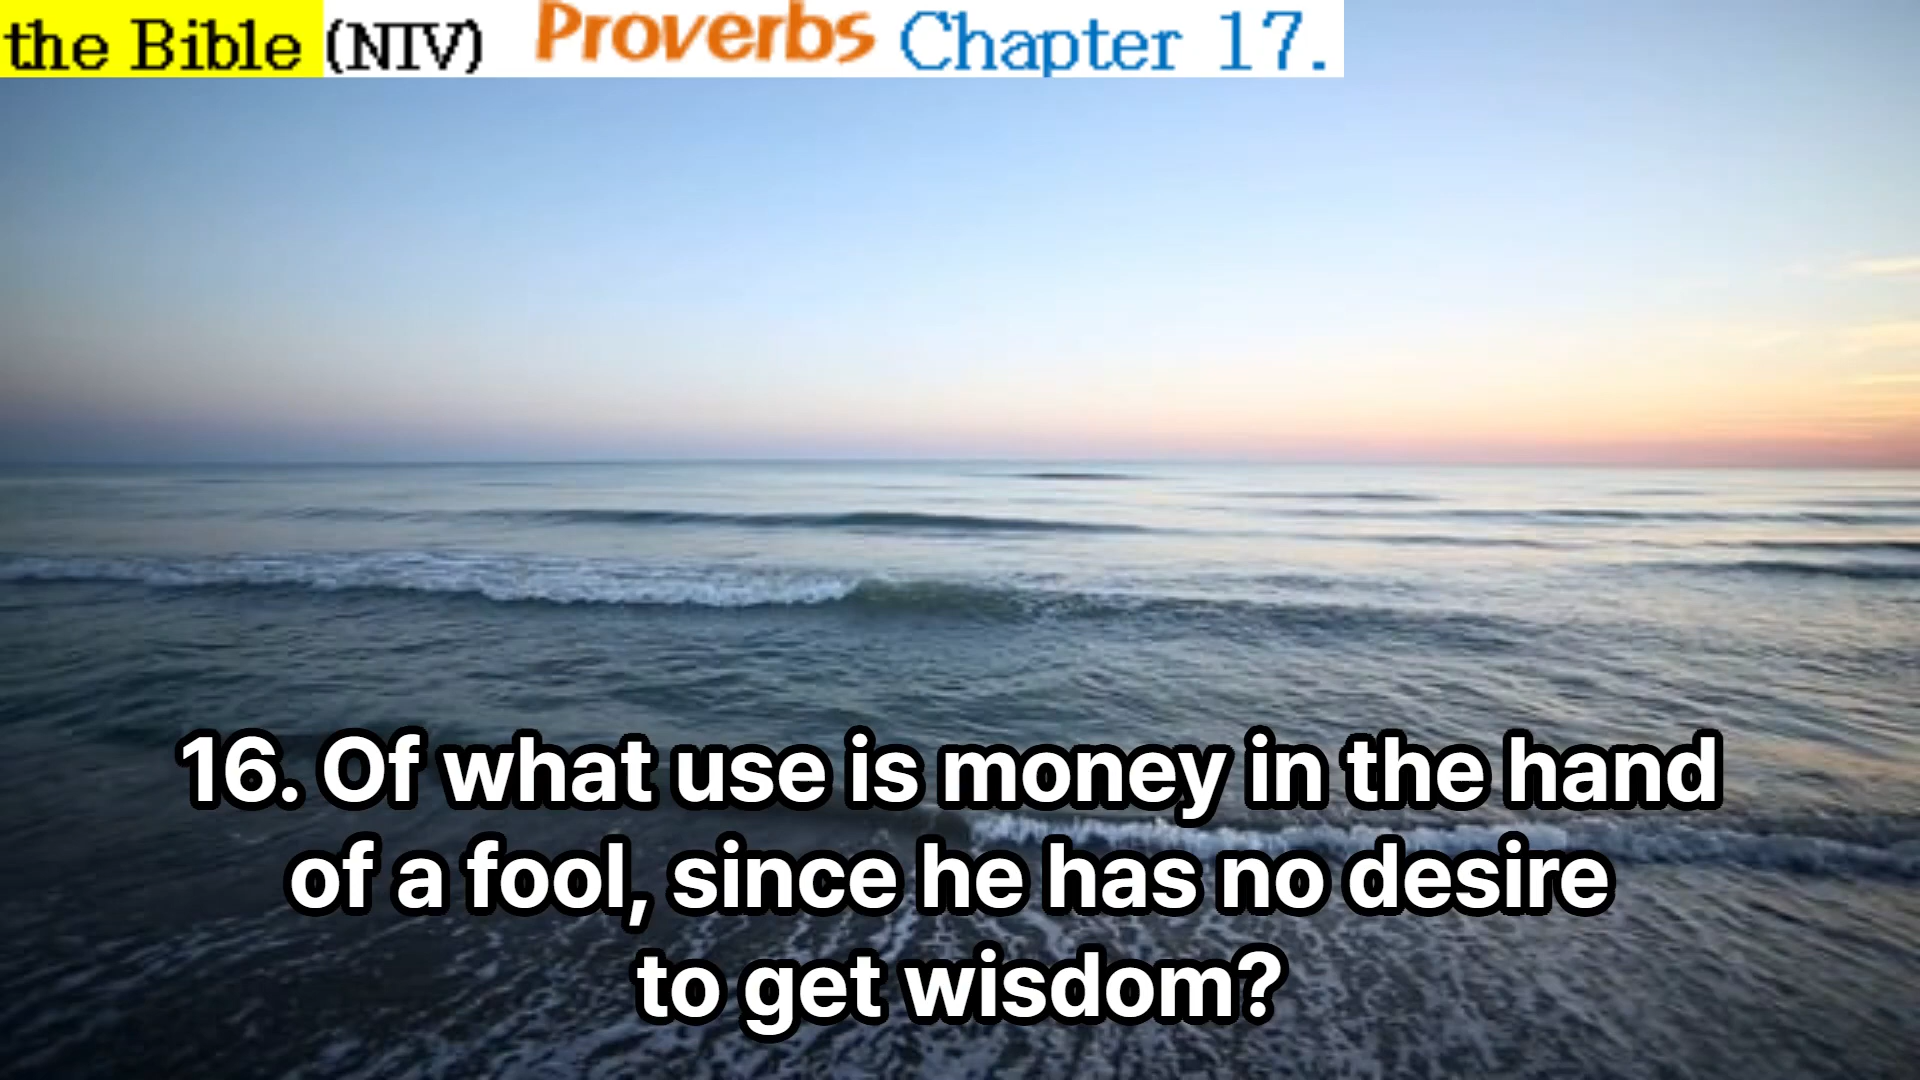 the Bible (NIV) Proverbs Chapter 17.
16. Of what use is money in the hand
of a fool, since he has no desire
to get wisdom?